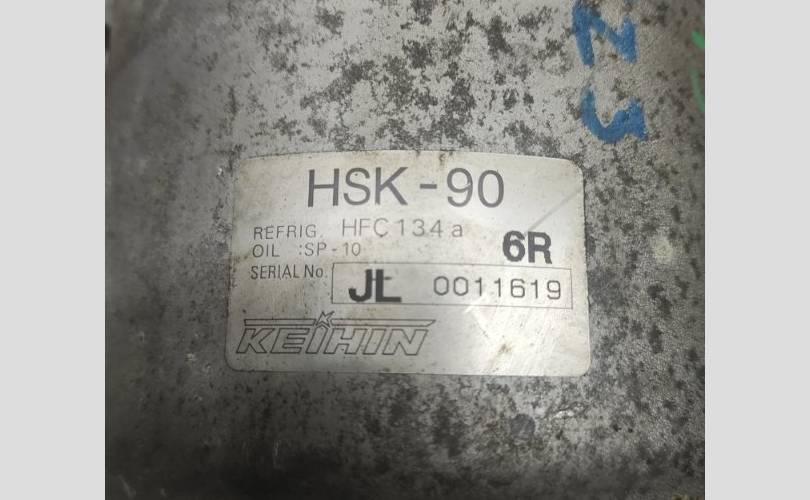 HSK-90
REFRIG. HFC134a
OIL :SP-10
6R
SERIAL No. JL 0011619
KEIHIN